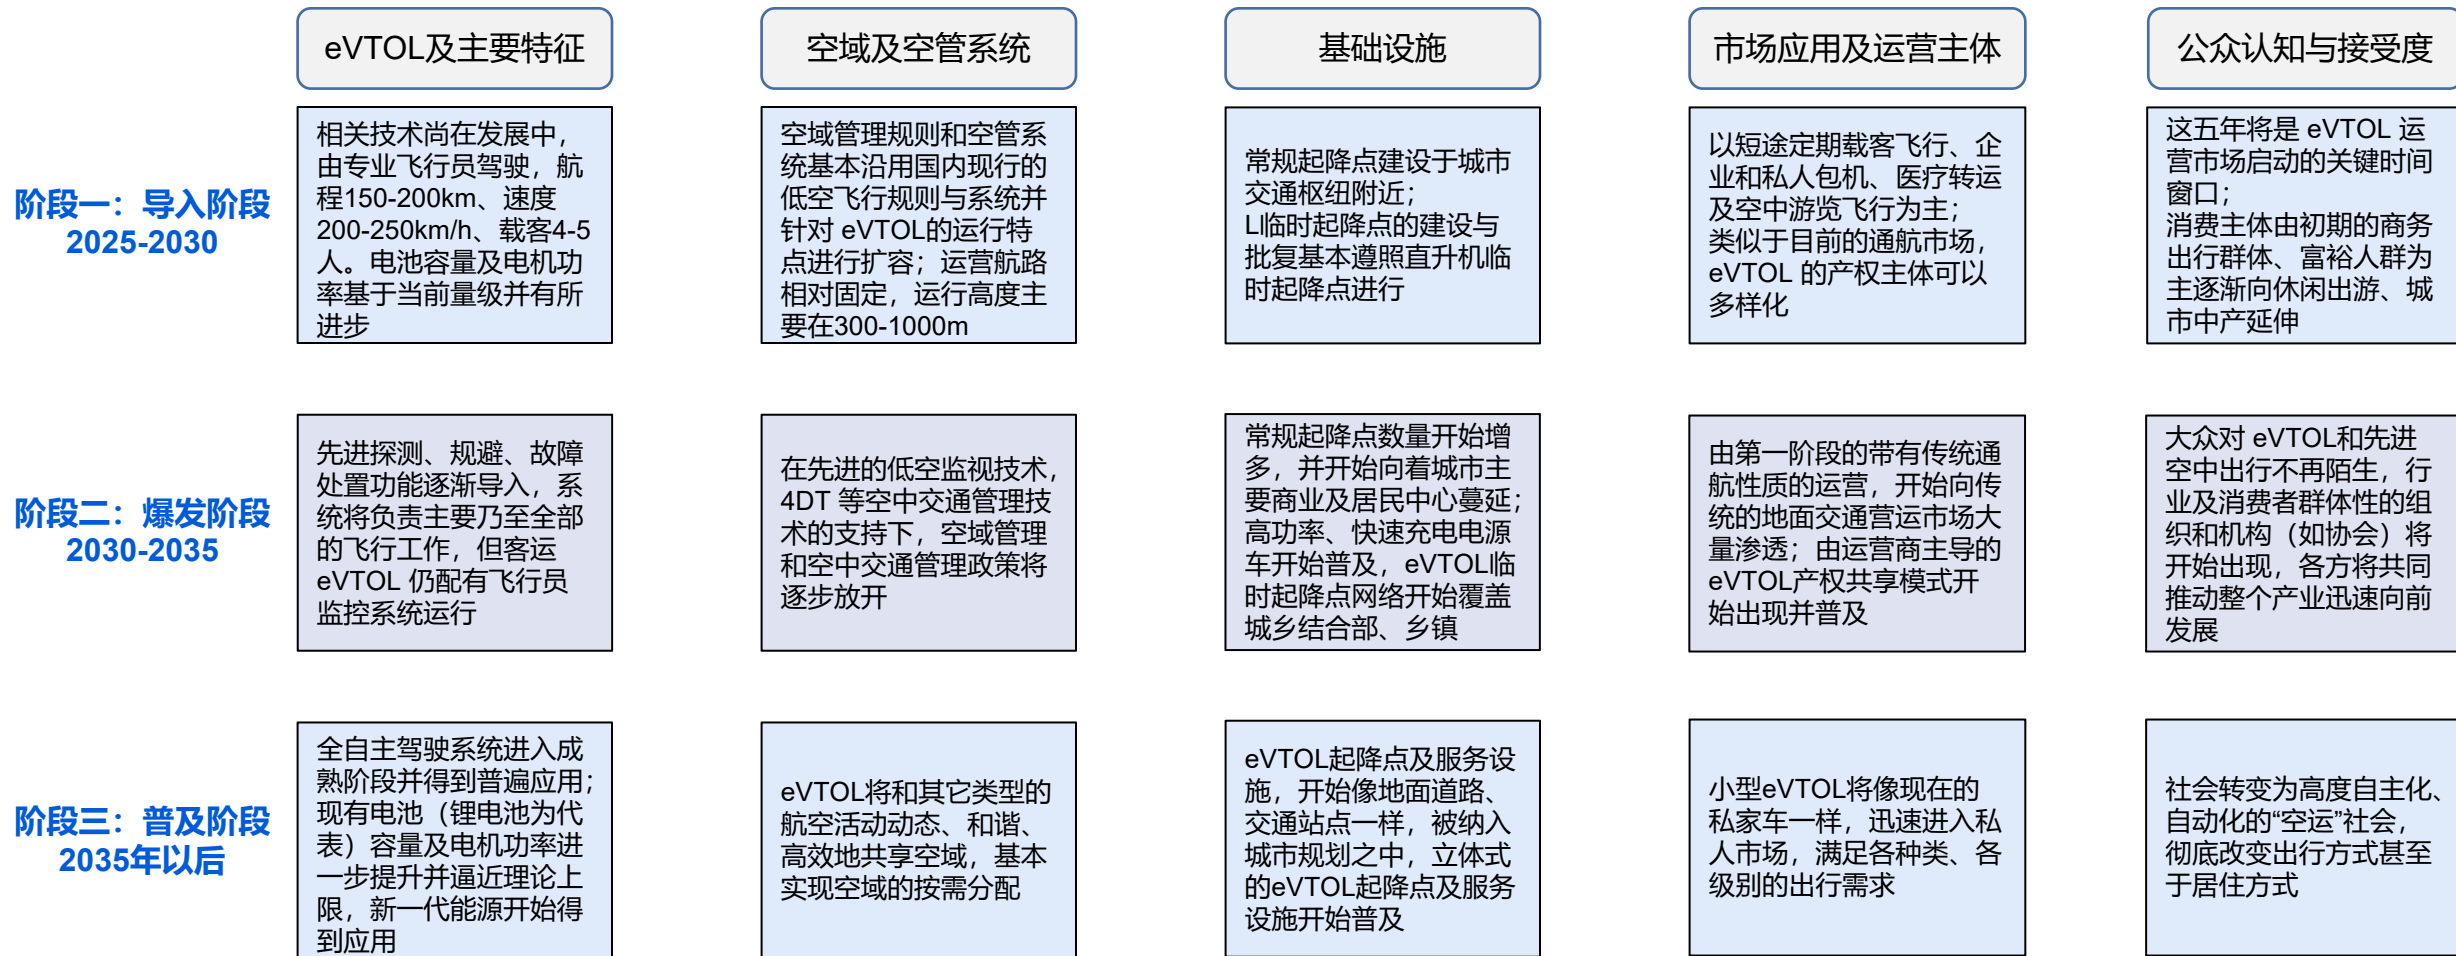 eVTOL及主要特征
空域及空管系统
基础设施
市场应用及运营主体
公众认知与接受度
阶段一：导入阶段
2025-2030
相关技术尚在发展中，
由专业飞行员驾驶，航
程150-200km、速度
200-250km/h、载客4-5
人。电池容量及电机功
率基于当前量级并有所
进步
空域管理规则和空管系
统基本沿用国内现行的
低空飞行规则与系统并
针对 eVTOL的运行特
点进行扩容；运营航路
相对固定，运行高度主
要在300-1000m
常规起降点建设于城市
交通枢纽附近；
L临时起降点的建设与
批复基本遵照直升机临
时起降点进行
以短途定期载客飞行、企
业和私人包机、医疗转运
及空中游览飞行为主；
类似于目前的通航市场，
eVTOL 的产权主体可以
多样化
这五年将是 eVTOL 运
营市场启动的关键时间
窗口；
消费主体由初期的商务
出行群体、富裕人群为
主逐渐向休闲出游、城
市中产延伸
阶段二：爆发阶段
2030-2035
先进探测、规避、故障
处置功能逐渐导入，系
统将负责主要乃至全部
的飞行工作，但客运
eVTOL 仍配有飞行员
监控系统运行
在先进的低空监视技术，
4DT 等空中交通管理技
术的支持下，空域管理
和空中交通管理政策将
逐步放开
常规起降点数量开始增
多，并开始向着城市主
要商业及居民中心蔓延；
高功率、快速充电电源
车开始普及，eVTOL临
时起降点网络开始覆盖
城乡结合部、乡镇
由第一阶段的带有传统通
航性质的运营，开始向传
统的地面交通营运市场大
量渗透；由运营商主导的
eVTOL产权共享模式开
始出现并普及
大众对 eVTOL和先进
空中出行不再陌生，行
业及消费者群体性的组
织和机构（如协会）将
开始出现，各方将共同
推动整个产业迅速向前
发展
阶段三：普及阶段
2035年以后
全自主驾驶系统进入成
熟阶段并得到普遍应用；
现有电池（锂电池为代
表）容量及电机功率进
一步提升并逼近理论上
限，新一代能源开始得
到应用
eVTOL将和其它类型的
航空活动动态、和谐、
高效地共享空域，基本
实现空域的按需分配
eVTOL起降点及服务设
施，开始像地面道路、
交通站点一样，被纳入
城市规划之中，立体式
的eVTOL起降点及服务
设施开始普及
小型eVTOL将像现在的
私家车一样，迅速进入私
人市场，满足各种类、各
级别的出行需求
社会转变为高度自主化、
自动化的“空运”社会，
彻底改变出行方式甚至
于居住方式